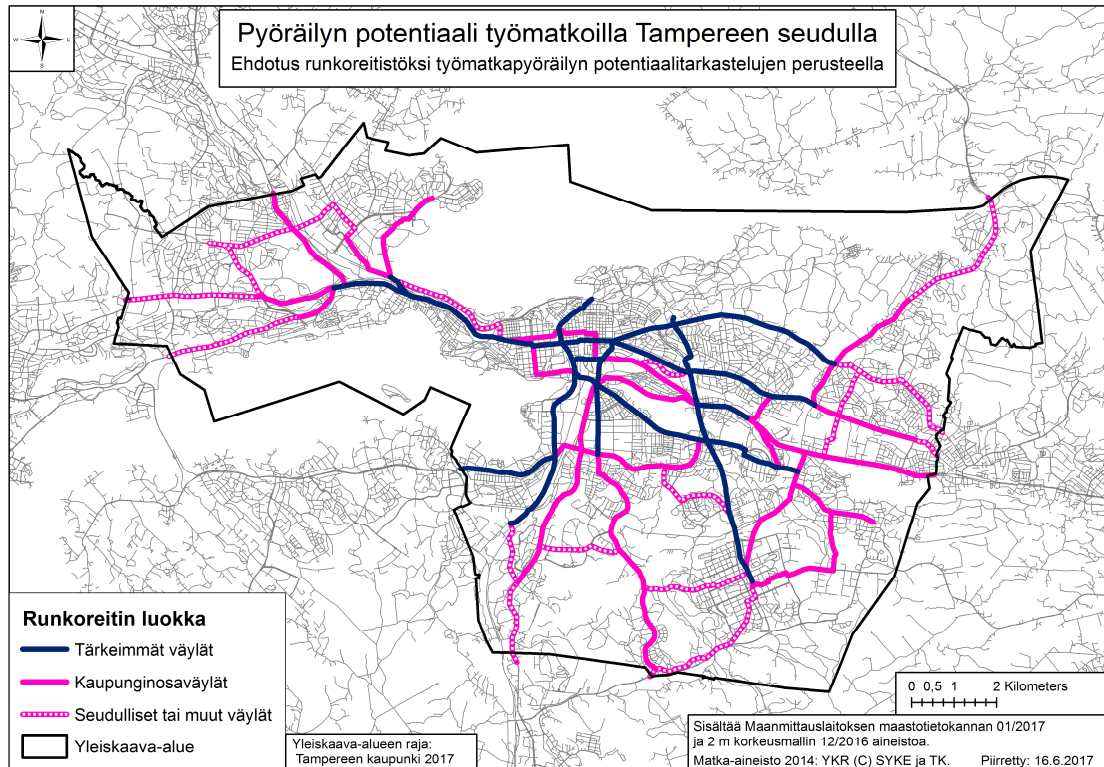 Pyöräilyn potentiaali työmatkoilla Tampereen seudulla
Ehdotus runkoreitistöksi työmatkapyöräilyn potentiaalitarkastelujen perusteella
N
W E
S
Runkoreitin luokka
Tärkeimmät väylät
Kaupunginosaväylät
Seudulliset tai muut väylät
Yleiskaava-alue
Yleiskaava-alueen raja:
Tampereen kaupunki 2017
0 0,5 1 2 Kilometers
Sisältää Maanmittauslaitoksen maastotietokannan 01/2017
ja 2 m korkeusmallin 12/2016 aineistoa.
Matka-aineisto 2014: YKR (C) SYKE ja TK. Piirretty: 16.6.2017